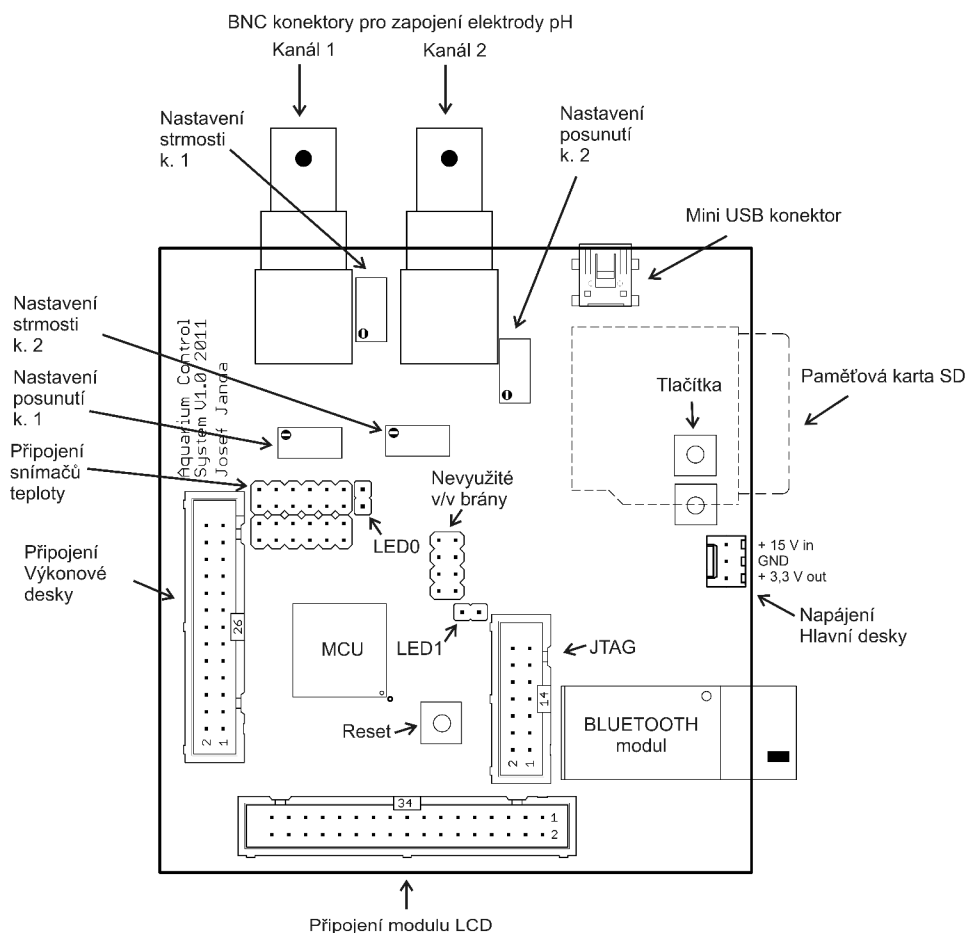 BNC konektory pro zapojení elektrody pH
Kanál 1
Kanál 2
Nastavení
strmosti
k. 1
Nastavení
posunutí
k. 2
Mini USB konektor
Nastavení
strmosti
k. 2
Nastavení
posunutí
k. 1
Aquarium Control
System V1.0, 2011
Josef Janda
Tlačítka
Paměťová karta SD
Připojení
snímačů
teploty
Nevyužité
v/v brány
LED0
+ 15 V in
GND
+ 3,3 V out
Napájení
Hlavní desky
Připojení
Výkonové
desky
26
2 1
MCU
LED1
JTAG
14
2 1
Reset
BLUETOOTH
modul
34
1
2
Připojení modulu LCD